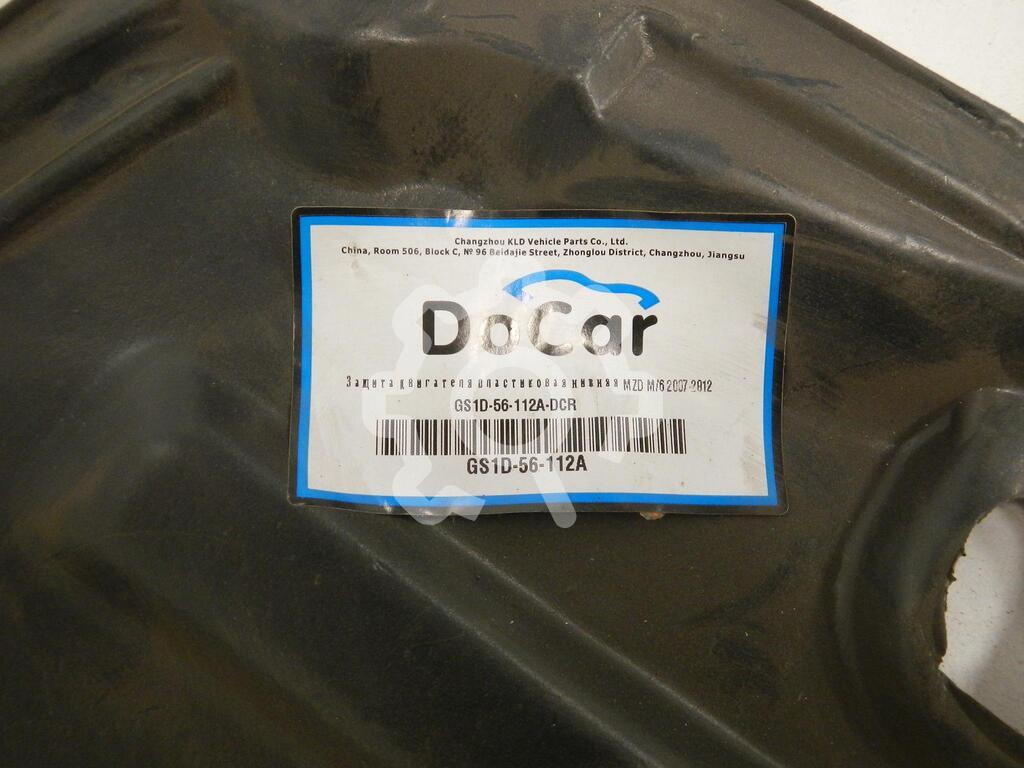 Changzhou KLD Vehicle Parts Co., Ltd.
China, Room 506, Block C, № 96 Beidajie Street, Zhonglou District, Changzhou, Jiangsu
DoCar
Защита двигателя пластиковая нижняя MZD M/6 2007-2012
GS1D-56-112A-DCR
GS1D-56-112A